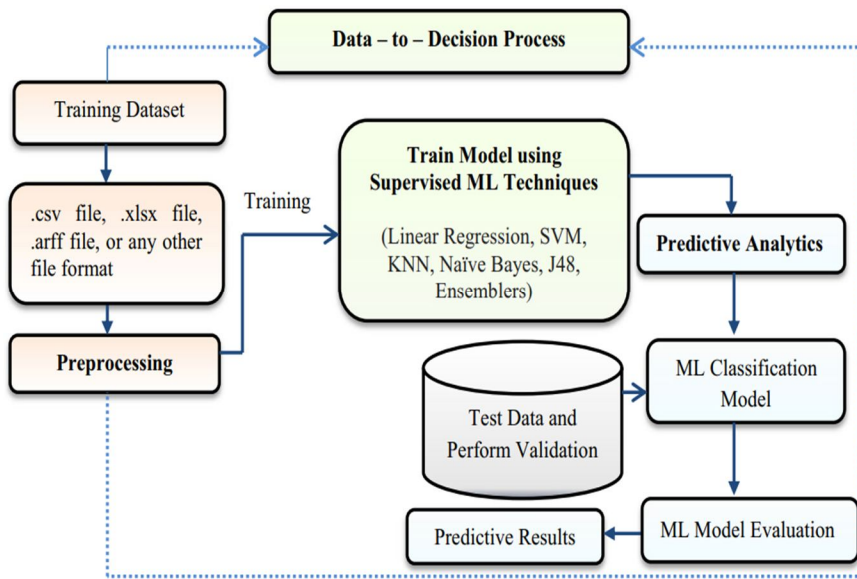 Data – to – Decision Process
Training Dataset
.csv file, .xlsx file,
.arff file, or any other
file format
Preprocessing
Training
Train Model using
Supervised ML Techniques
(Linear Regression, SVM,
KNN, Naïve Bayes, J48,
Ensemblers)
Predictive Analytics
ML Classification
Model
Test Data and
Perform Validation
ML Model Evaluation
Predictive Results